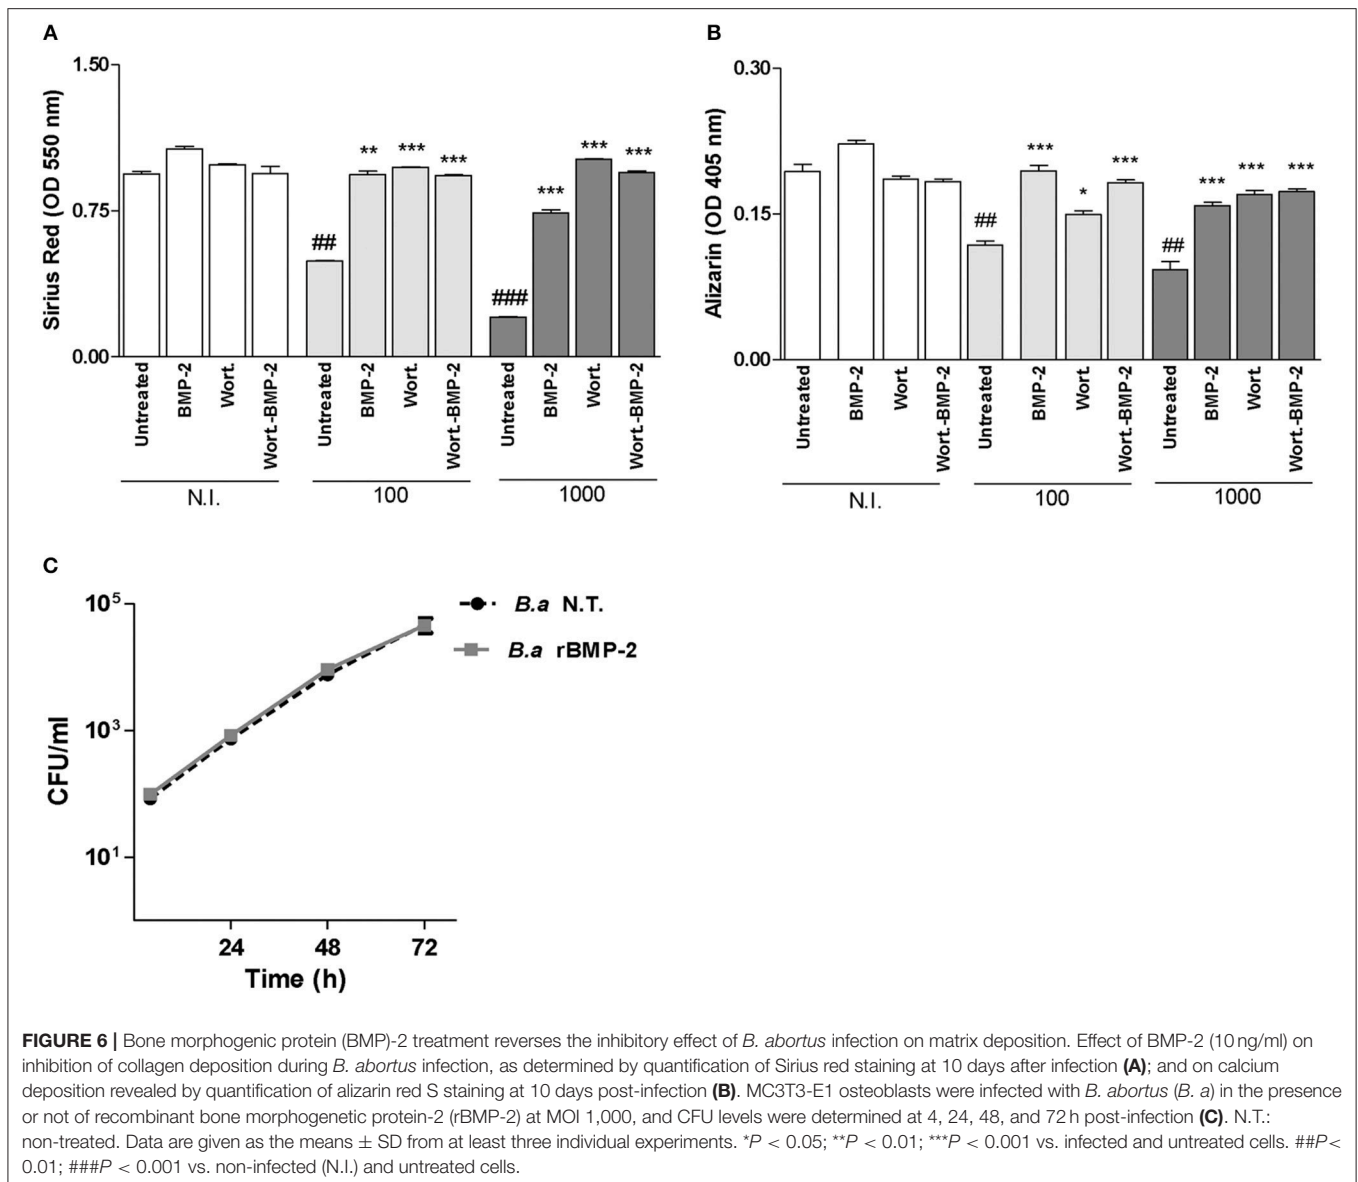 A
1.50
0.75
0.00
Sirius Red (OD 550 nm)
**
***
***
##
***
***
***
###
Untreated
BMP-2
Wort.
Wort.-BMP-2
Untreated
BMP-2
Wort.
Wort.-BMP-2
Untreated
BMP-2
Wort.
Wort.-BMP-2
N.I.
100
1000
B
0.30
0.15
0.00
Alizarin (OD 405 nm)
##
***
*
***
##
***
***
***
Untreated
BMP-2
Wort.
Wort.-BMP-2
Untreated
BMP-2
Wort.
Wort.-BMP-2
Untreated
BMP-2
Wort.
Wort.-BMP-2
N.I.
100
1000
C
10⁵
10³
10¹
CFU/ml
24
48
72
Time (h)
B.a N.T.
B.a rBMP-2
FIGURE 6 | Bone morphogenic protein (BMP)-2 treatment reverses the inhibitory effect of B. abortus infection on matrix deposition. Effect of BMP-2 (10 ng/ml) on
inhibition of collagen deposition during B. abortus infection, as determined by quantification of Sirius red staining at 10 days after infection (A); and on calcium
deposition revealed by quantification of alizarin red S staining at 10 days post-infection (B). MC3T3-E1 osteoblasts were infected with B. abortus (B. a) in the presence
or not of recombinant bone morphogenetic protein-2 (rBMP-2) at MOI 1,000, and CFU levels were determined at 4, 24, 48, and 72 h post-infection (C). N.T.:
non-treated. Data are given as the means ± SD from at least three individual experiments. *P < 0.05; **P < 0.01; ***P < 0.001 vs. infected and untreated cells. ##P<
0.01; ###P < 0.001 vs. non-infected (N.I.) and untreated cells.